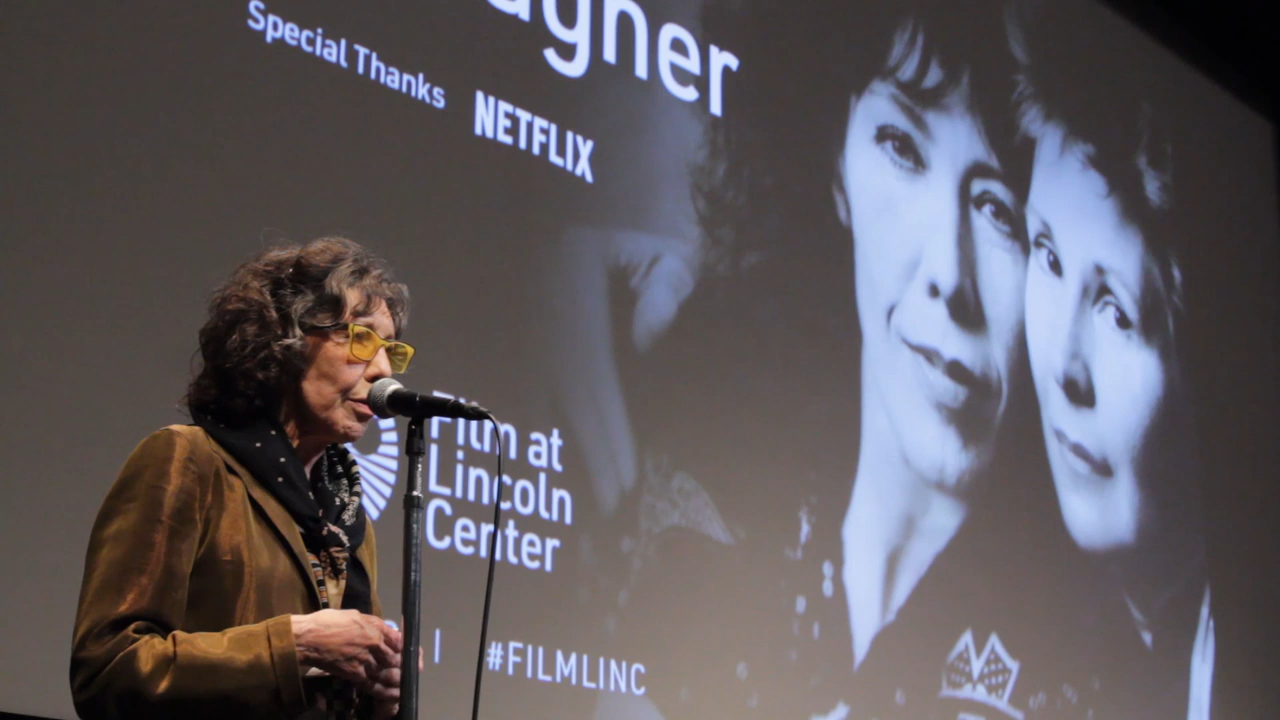 agner
Special Thanks
NETFLIX
Film at
Lincoln
Center
| #FILMLINC